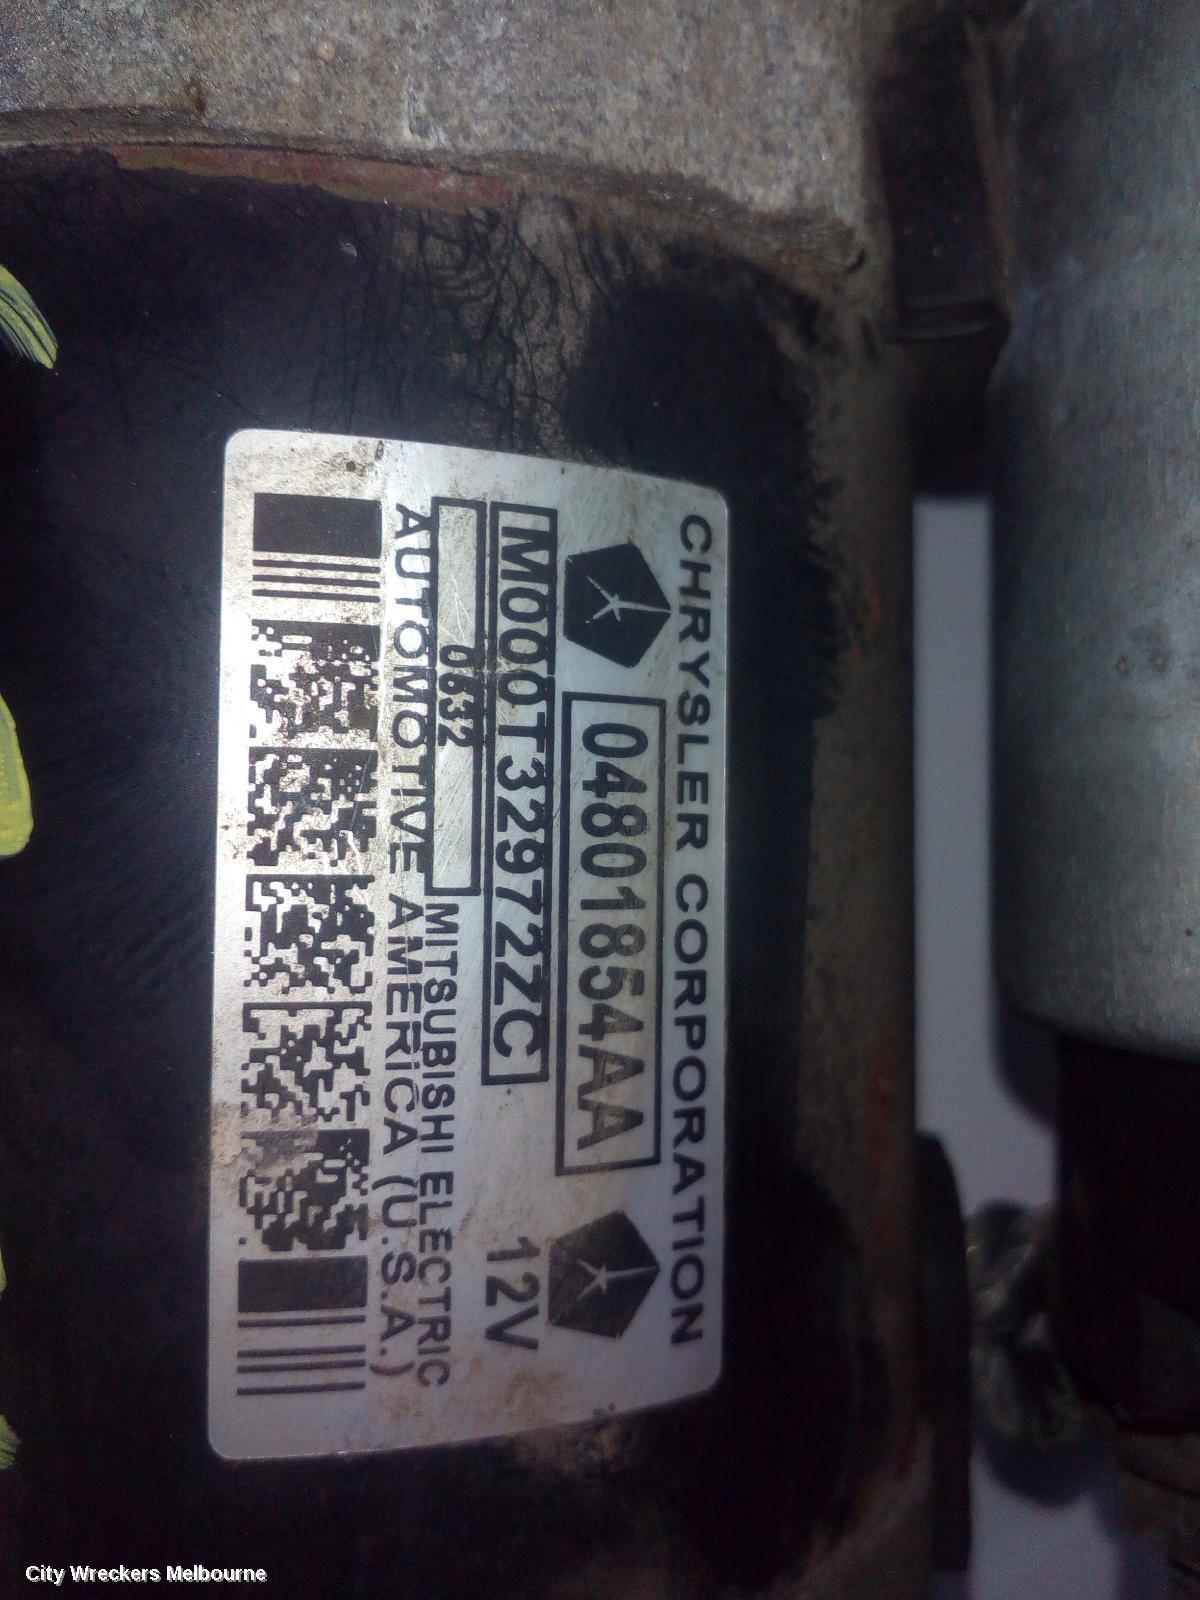 CHRYSLER CORPORATION
04801854AA
M000T32972ZC
12V
0632
MITSUBISHI ELECTRIC
AUTOMOTIVE AMERICA (U.S.A.)
City Wreckers Melbourne